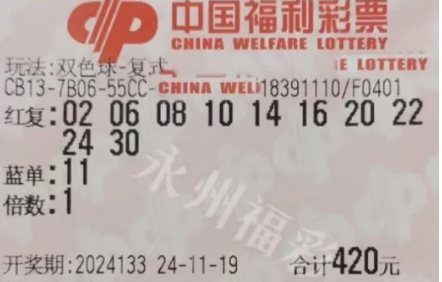 中国福利彩票
CHINA WELFARE LOTTERY
LOTTERY
玩法:双色球-复式
CB13-7B06-55CC-CHINA WEL 18391110/F0401
红复:02 06 08 10 14 16 20 22
24 30
蓝单:11
倍数:1
永州福彩
开奖期:2024133 24-11-19 合计420元